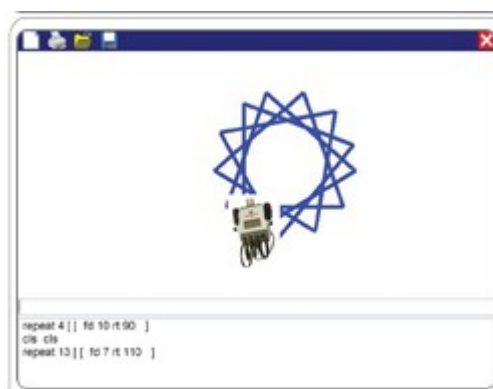 repeat 4 [ [ fd 10 rt 90 ]
cls cls
repeat 13 [ [ fd 7 rt 110 ]